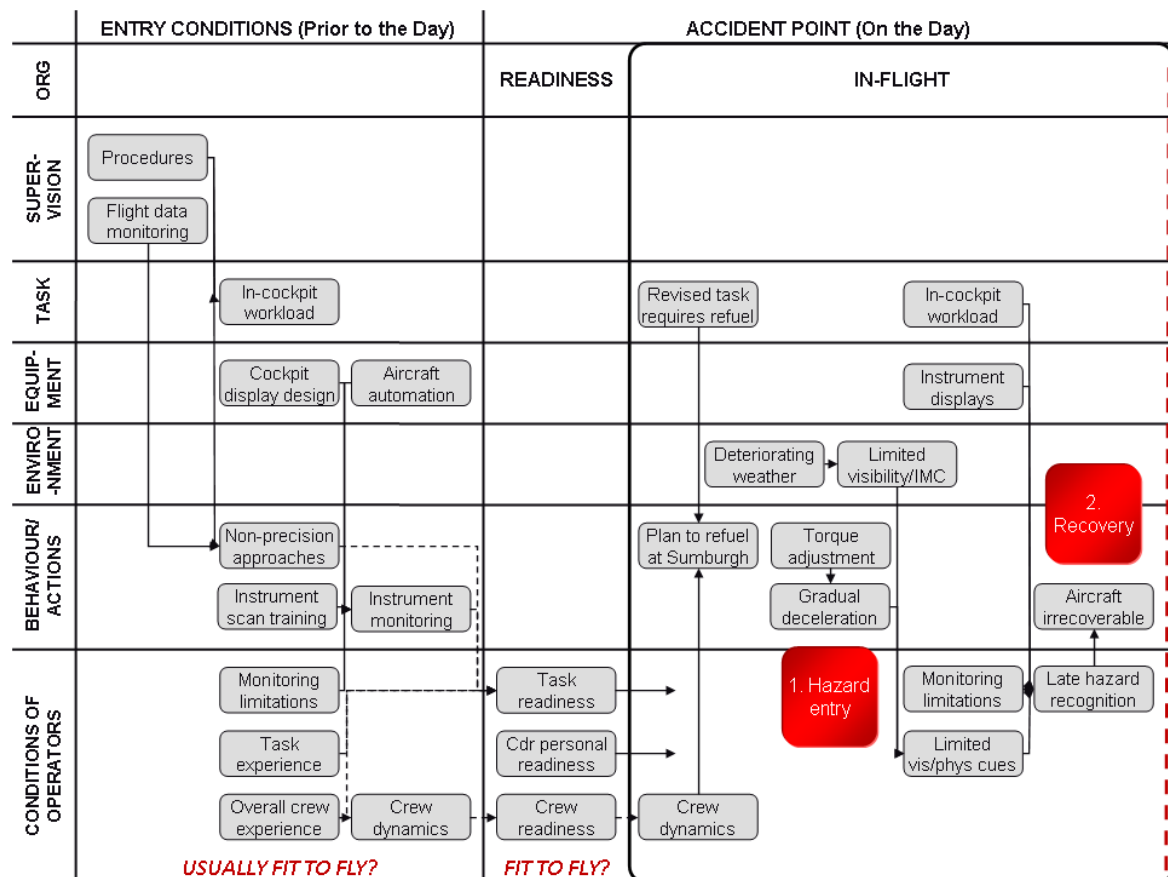 ENTRY CONDITIONS (Prior to the Day)
ACCIDENT POINT (On the Day)
ORG
READINESS
IN-FLIGHT
SUPER-
VISION
Procedures
Flight data
monitoring
TASK
In-cockpit
workload
Revised task
requires refuel
In-cockpit
workload
EQUIP-
MENT
Cockpit
display design
Aircraft
automation
Instrument
displays
ENVIRO
-NMENT
Deteriorating
weather
Limited
visibility/IMC
2.
Recovery
BEHAVIOUR/
ACTIONS
Non-precision
approaches
Plan to refuel
at Sumburgh
Torque
adjustment
Instrument
scan training
Instrument
monitoring
Gradual
deceleration
Aircraft
irrecoverable
CONDITIONS OF
OPERATORS
Monitoring
limitations
Task
readiness
1. Hazard
entry
Monitoring
limitations
Late hazard
recognition
Task
experience
Cdr personal
readiness
Limited
vis/phys cues
Overall crew
experience
Crew
dynamics
Crew
readiness
Crew
dynamics
USUALLY FIT TO FLY?
FIT TO FLY?